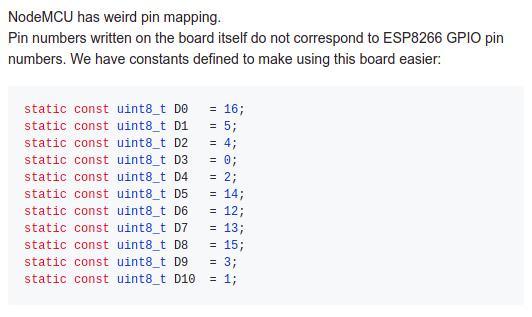 NodeMCU has weird pin mapping.
Pin numbers written on the board itself do not correspond to ESP8266 GPIO pin
numbers. We have constants defined to make using this board easier:
static const uint8_t D0   = 16;
static const uint8_t D1   = 5;
static const uint8_t D2   = 4;
static const uint8_t D3   = 0;
static const uint8_t D4   = 2;
static const uint8_t D5   = 14;
static const uint8_t D6   = 12;
static const uint8_t D7   = 13;
static const uint8_t D8   = 15;
static const uint8_t D9   = 3;
static const uint8_t D10  = 1;